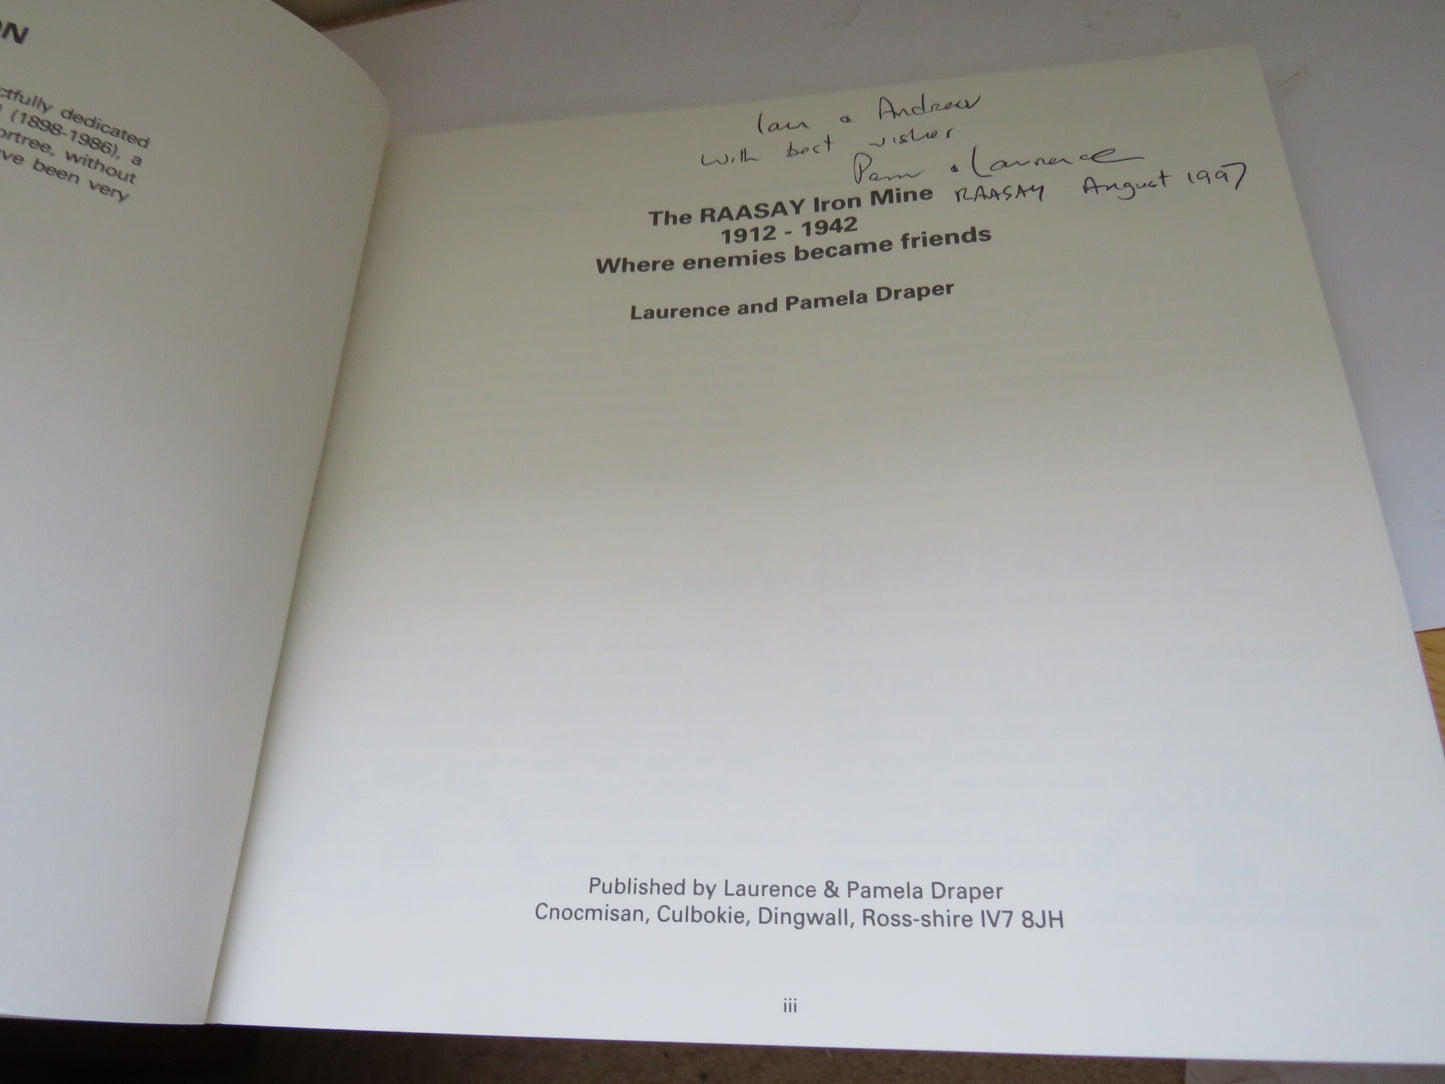 ON
ctfully dedicated
(1898-1986), a
ortree, without
ve been very
Ian & Andrew
With best wishes
Pam & Laurence
RAASAY August 1997
The RAASAY Iron Mine
1912 - 1942
Where enemies became friends
Laurence and Pamela Draper
Published by Laurence & Pamela Draper
Cnocmisan, Culbokie, Dingwall, Ross-shire IV7 8JH
iii